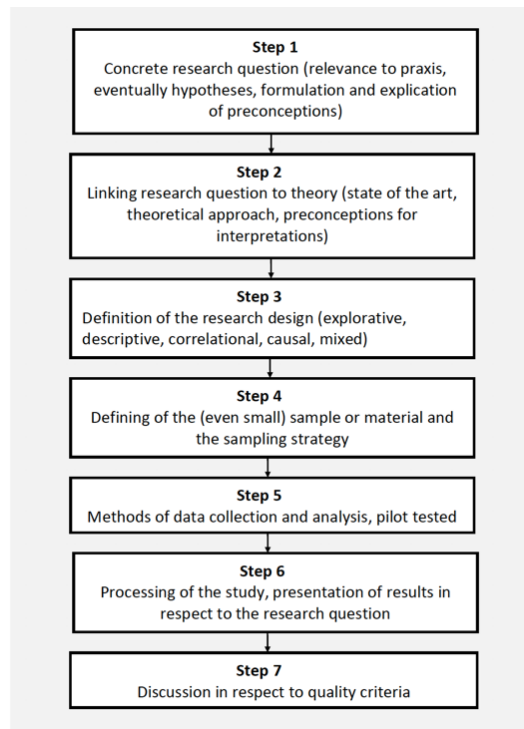 Step 1
Concrete research question (relevance to praxis,
eventually hypotheses, formulation and explication
of preconceptions)
Step 2
Linking research question to theory (state of the art,
theoretical approach, preconceptions for
interpretations)
Step 3
Definition of the research design (explorative,
descriptive, correlational, causal, mixed)
Step 4
Defining of the (even small) sample or material and
the sampling strategy
Step 5
Methods of data collection and analysis, pilot tested
Step 6
Processing of the study, presentation of results in
respect to the research question
Step 7
Discussion in respect to quality criteria